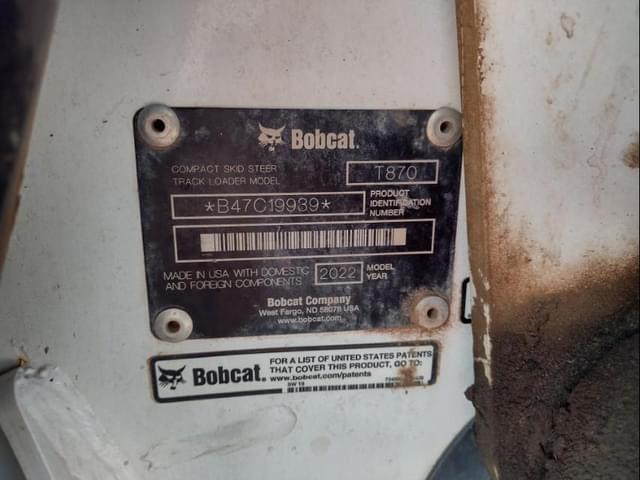 Bobcat.
COMPACT SKID STEER
TRACK LOADER MODEL
T870
*B47C19939*
PRODUCT
IDENTIFICATION
NUMBER
MADE IN USA WITH DOMESTIC
AND FOREIGN COMPONENTS
2022
MODEL
YEAR
Bobcat Company
West Fargo, ND 58078 USA
www.bobcat.com
Bobcat.
FOR A LIST OF UNITED STATES PATENTS
THAT COVER THIS PRODUCT, GO TO:
www.bobcat.com/patents